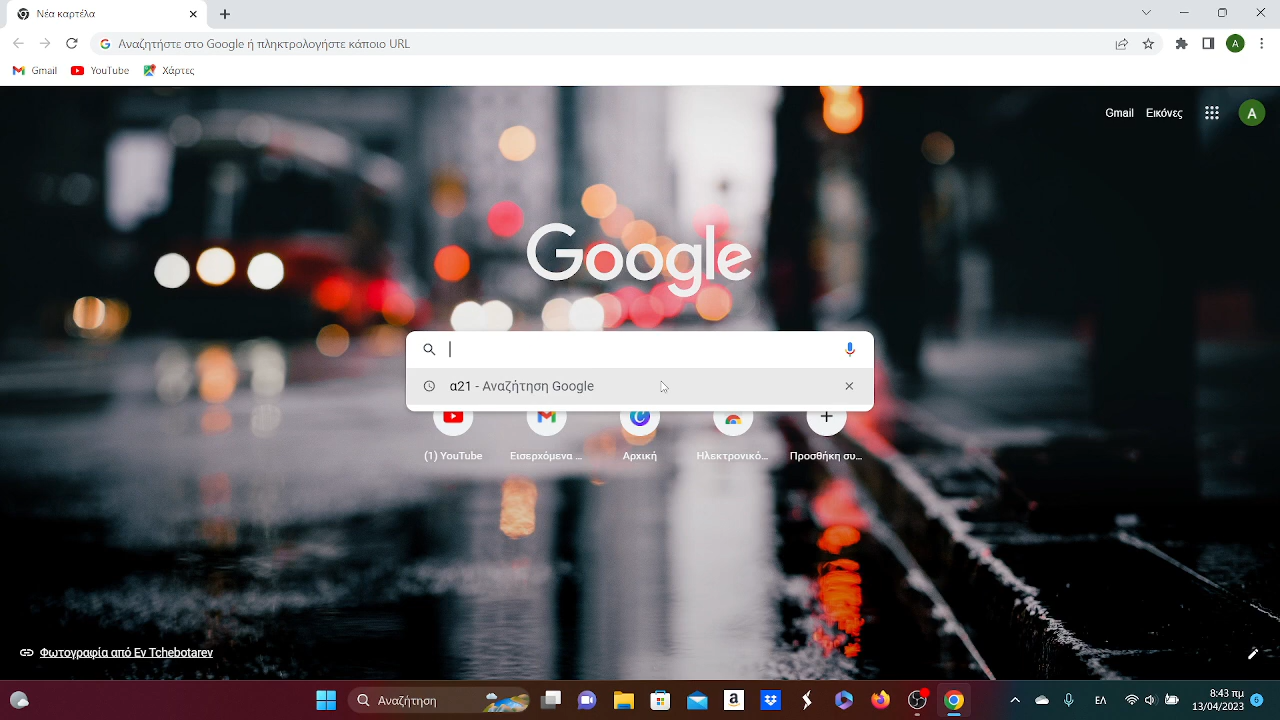 Νέα καρτέλα
Αναζητήστε στο Google ή πληκτρολογήστε κάποιο URL
Gmail YouTube Χάρτες
Gmail Εικόνες A
Google
α21 - Αναζήτηση Google
(1) YouTube Εισερχόμενα ... Αρχική Ηλεκτρονικό... Προσθήκη συ...
Φωτογραφία από Ev Tchebotarev
Αναζήτηση ΕΛ 8:43 πμ
13/04/2023 6